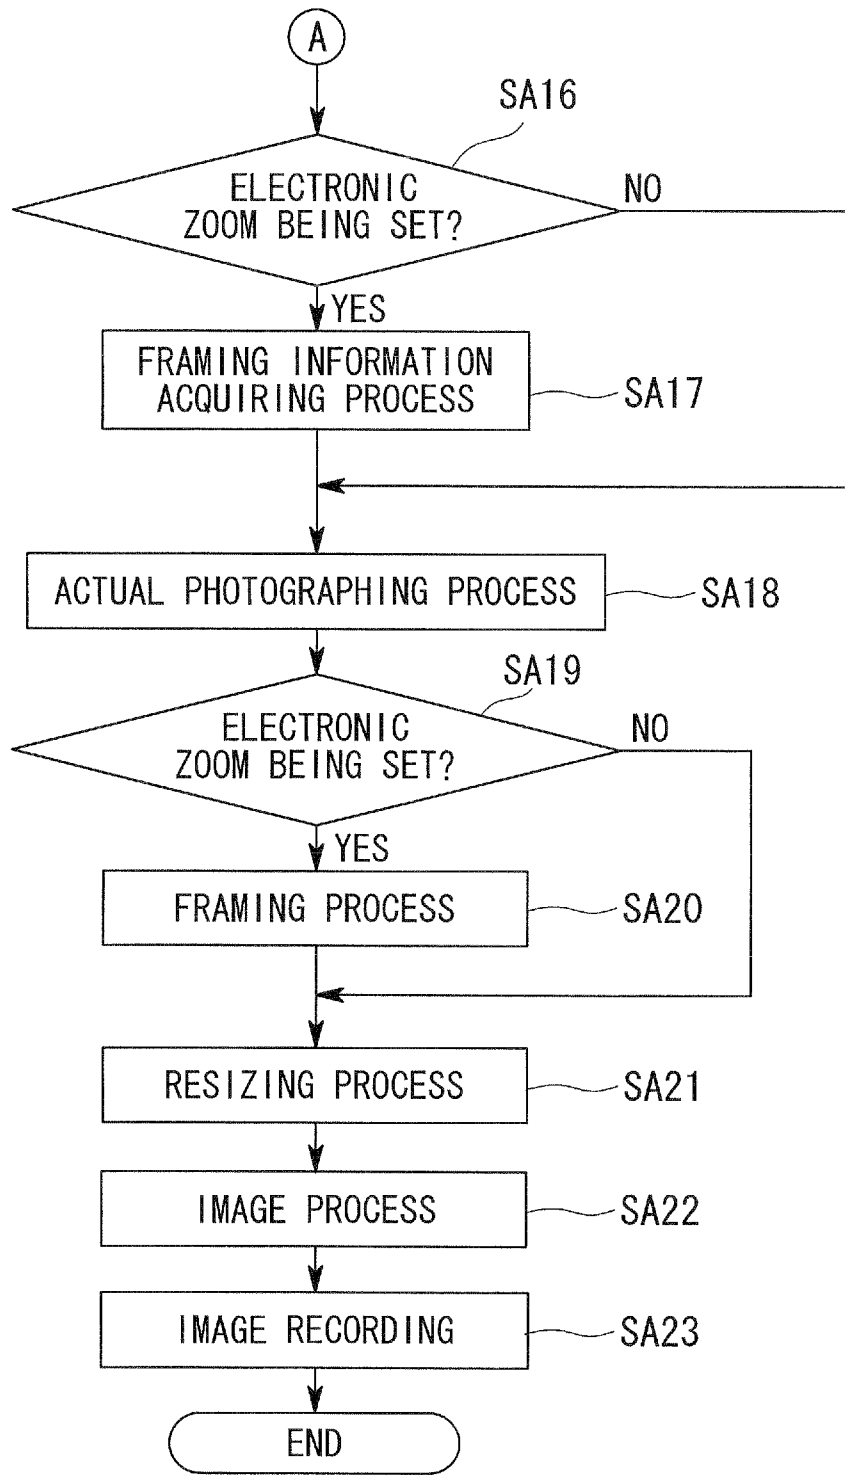 A
SA16
ELECTRONIC
ZOOM BEING SET?
NO
YES
FRAMING INFORMATION
ACQUIRING PROCESS
SA17
ACTUAL PHOTOGRAPHING PROCESS
SA18
SA19
ELECTRONIC
ZOOM BEING SET?
NO
YES
FRAMING PROCESS
SA20
RESIZING PROCESS
SA21
IMAGE PROCESS
SA22
IMAGE RECORDING
SA23
END